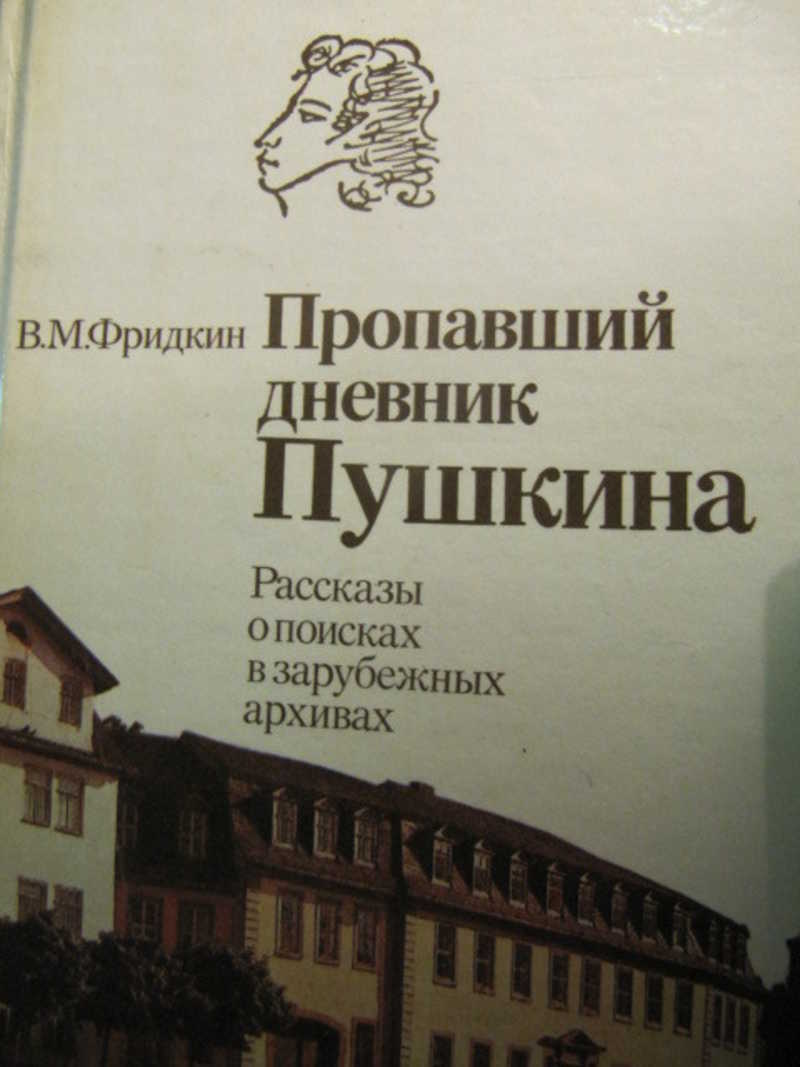 В.М.Фридкин Пропавший
дневник
Пушкина
Рассказы
о поисках
в зарубежных
архивах